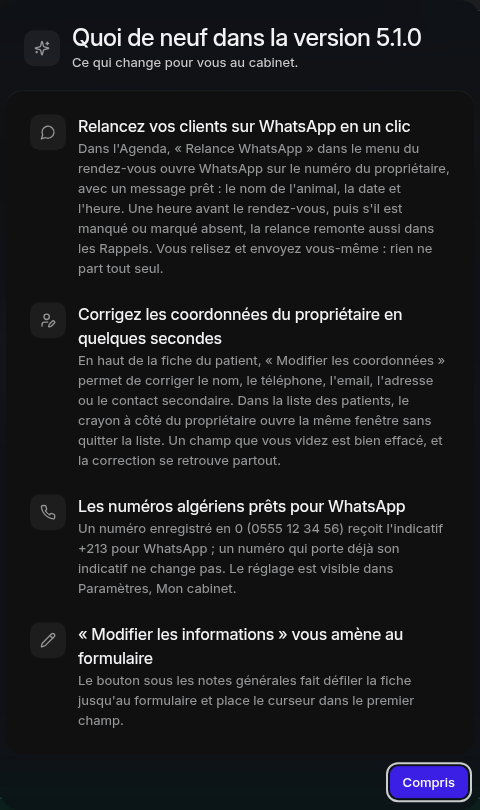 Quoi de neuf dans la version 5.1.0
Ce qui change pour vous au cabinet.
Relancez vos clients sur WhatsApp en un clic
Dans l'Agenda, « Relance WhatsApp » dans le menu du
rendez-vous ouvre WhatsApp sur le numéro du propriétaire,
avec un message prêt : le nom de l'animal, la date et
l'heure. Une heure avant le rendez-vous, puis s'il est
manqué ou marqué absent, la relance remonte aussi dans
les Rappels. Vous relisez et envoyez vous-même : rien ne
part tout seul.
Corrigez les coordonnées du propriétaire en
quelques secondes
En haut de la fiche du patient, « Modifier les coordonnées »
permet de corriger le nom, le téléphone, l'email, l'adresse
ou le contact secondaire. Dans la liste des patients, le
crayon à côté du propriétaire ouvre la même fenêtre sans
quitter la liste. Un champ que vous videz est bien effacé, et
la correction se retrouve partout.
Les numéros algériens prêts pour WhatsApp
Un numéro enregistré en 0 (0555 12 34 56) reçoit l'indicatif
+213 pour WhatsApp ; un numéro qui porte déjà son
indicatif ne change pas. Le réglage est visible dans
Paramètres, Mon cabinet.
« Modifier les informations » vous amène au
formulaire
Le bouton sous les notes générales fait défiler la fiche
jusqu'au formulaire et place le curseur dans le premier
champ.
Compris